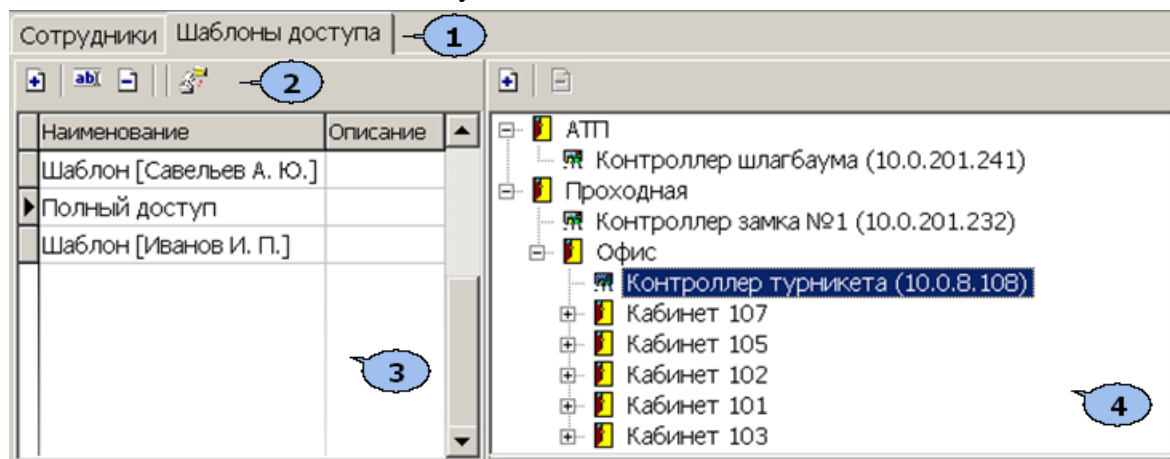 Сотрудники Шаблоны доступа 1
abI 2
Наименование Описание
Шаблон [Савельев А. Ю.]
Полный доступ
Шаблон [Иванов И. П.]
3
АТП
Контроллер шлагбаума (10.0.201.241)
Проходная
Контроллер замка №1 (10.0.201.232)
Офис
Контроллер турникета (10.0.8.108)
Кабинет 107
Кабинет 105
Кабинет 102
Кабинет 101
Кабинет 103
4